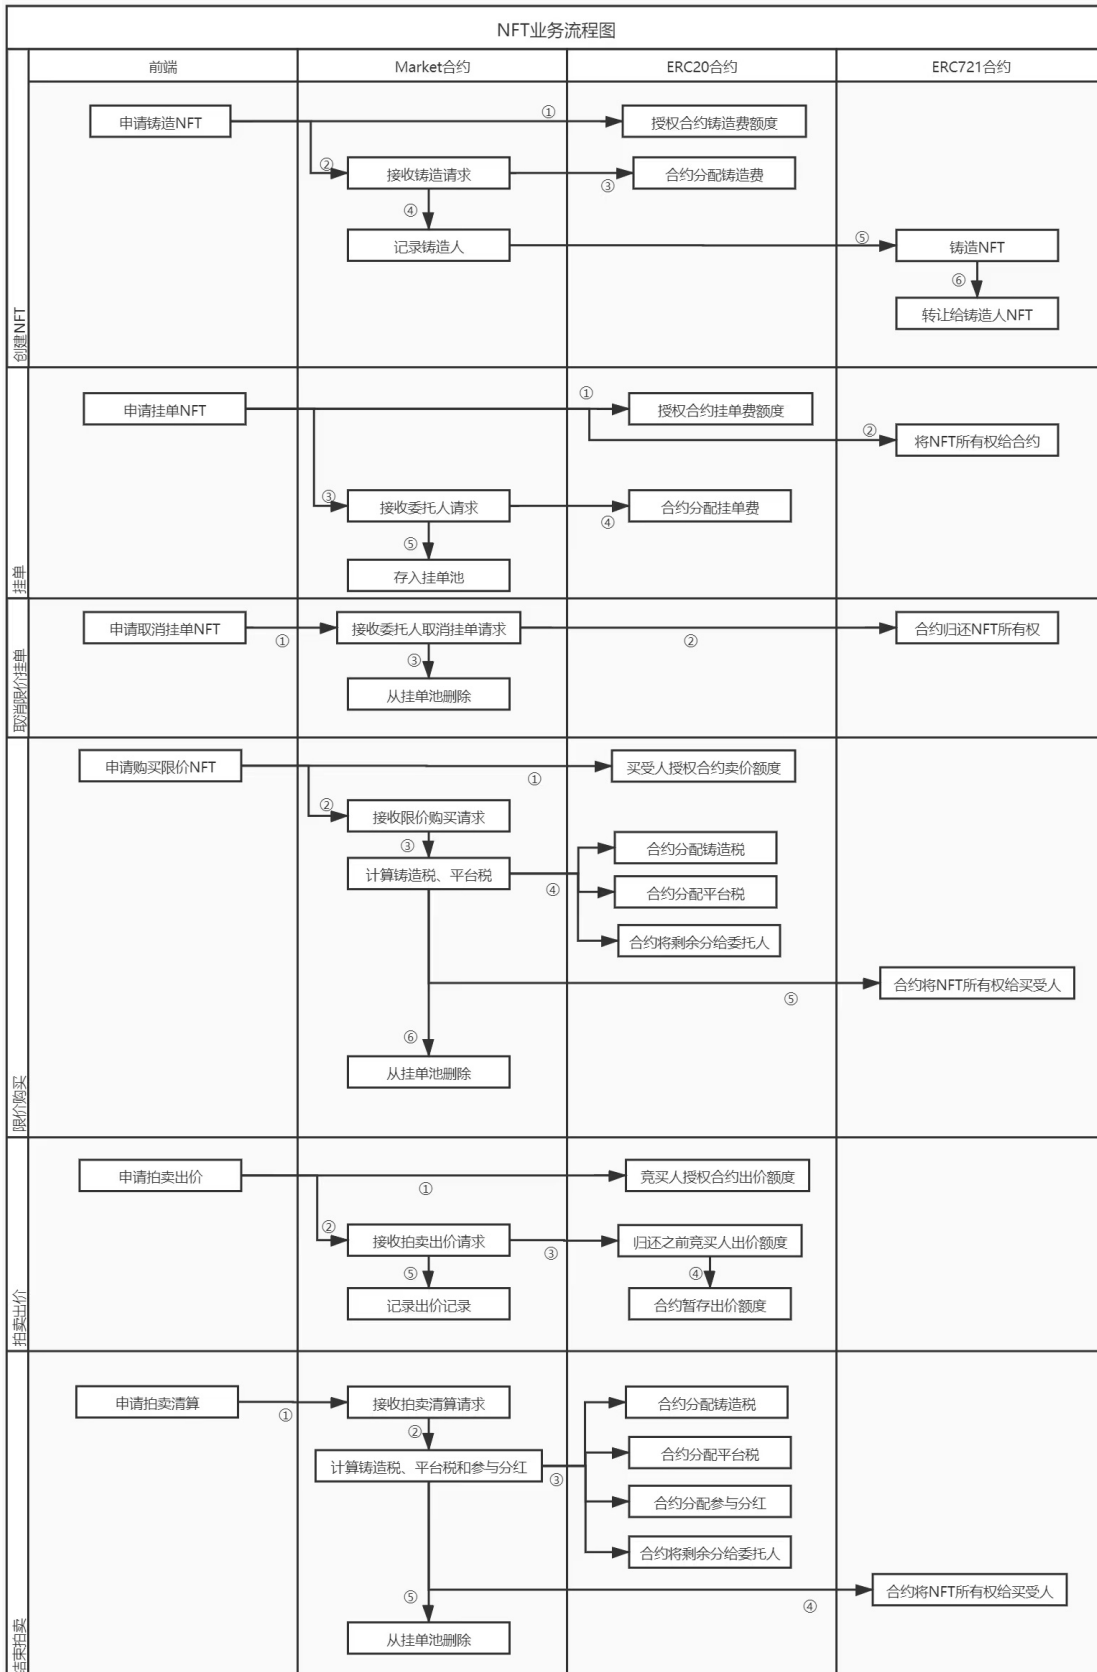 NFT业务流程图
前端
Market合约
ERC20合约
ERC721合约
创建NFT
申请铸造NFT
①
授权合约铸造费额度
②
接收铸造请求
③
合约分配铸造费
④
记录铸造人
⑤
铸造NFT
⑥
转让给铸造人NFT
挂单
申请挂单NFT
①
授权合约挂单费额度
②
将NFT所有权给合约
③
接收委托人请求
④
合约分配挂单费
⑤
存入挂单池
取消限价挂单
申请取消挂单NFT
①
接收委托人取消挂单请求
②
合约归还NFT所有权
③
从挂单池删除
限价购买
申请购买限价NFT
①
买受人授权合约卖价额度
②
接收限价购买请求
③
计算铸造税、平台税
④
合约分配铸造税
合约分配平台税
合约将剩余分给委托人
⑤
合约将NFT所有权给买受人
⑥
从挂单池删除
拍卖出价
申请拍卖出价
①
竞买人授权合约出价额度
②
接收拍卖出价请求
③
归还之前竞买人出价额度
④
合约暂存出价额度
⑤
记录出价记录
结束拍卖
申请拍卖清算
①
接收拍卖清算请求
②
计算铸造税、平台税和参与分红
③
合约分配铸造税
合约分配平台税
合约分配参与分红
合约将剩余分给委托人
④
合约将NFT所有权给买受人
⑤
从挂单池删除